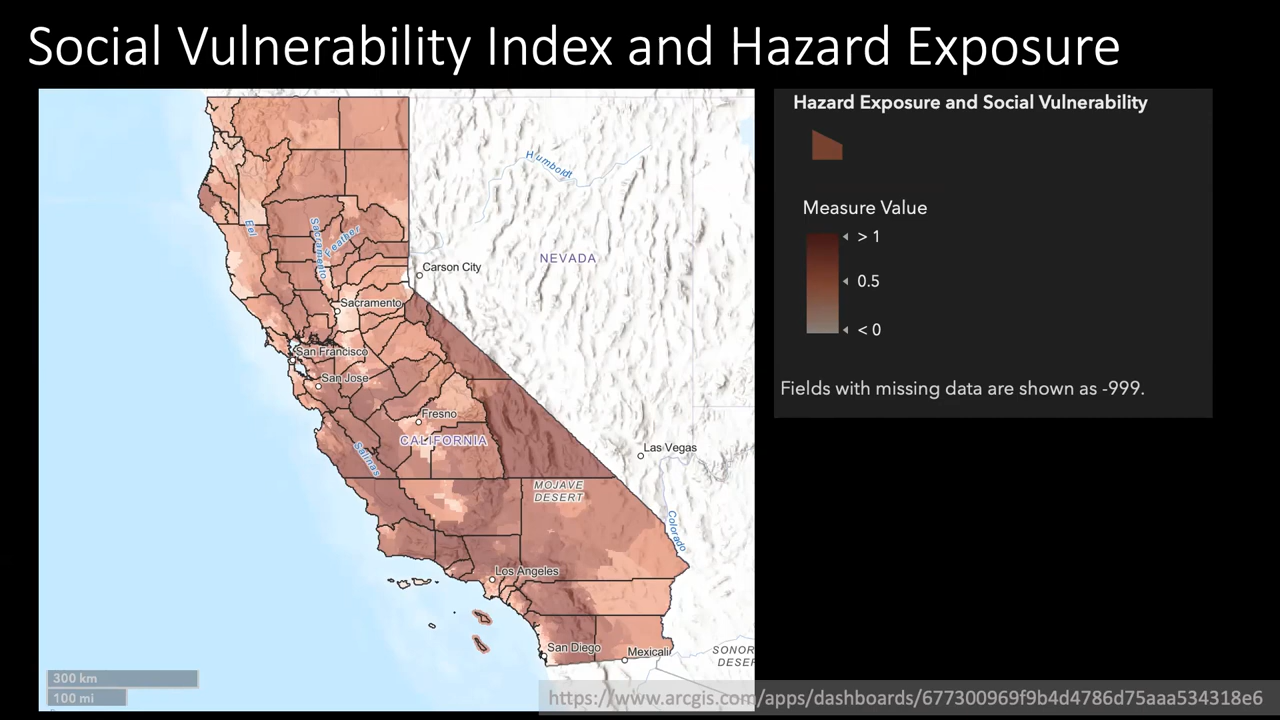 Social Vulnerability Index and Hazard Exposure
Hazard Exposure and Social Vulnerability
Measure Value
> 1
0.5
< 0
Fields with missing data are shown as -999.
Humboldt
Eel
Sacramento
Feather
NEVADA
Carson City
Sacramento
San Francisco
San Jose
Fresno
CALIFORNIA
Salinas
Las Vegas
MOJAVE
DESERT
Colorado
Los Angeles
San Diego
Mexicali
SONOR
DESER
300 km
100 mi
https://www.arcgis.com/apps/dashboards/677300969f9b4d4786d75aaa534318e6